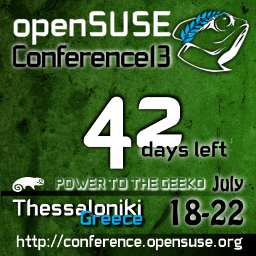 openSUSE
Conference13
42
days left
POWER TO THE GEEKO July
Thessaloniki 18-22
Greece
http://conference.opensuse.org